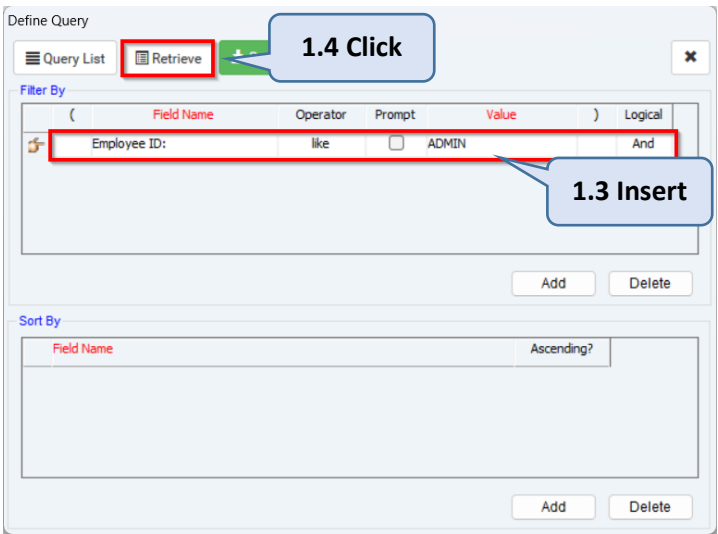 Define Query
Query List
Retrieve
1.4 Click
Filter By
( Field Name Operator Prompt Value ) Logical
Employee ID: like ADMIN And
1.3 Insert
Add Delete
Sort By
Field Name Ascending?
Add Delete